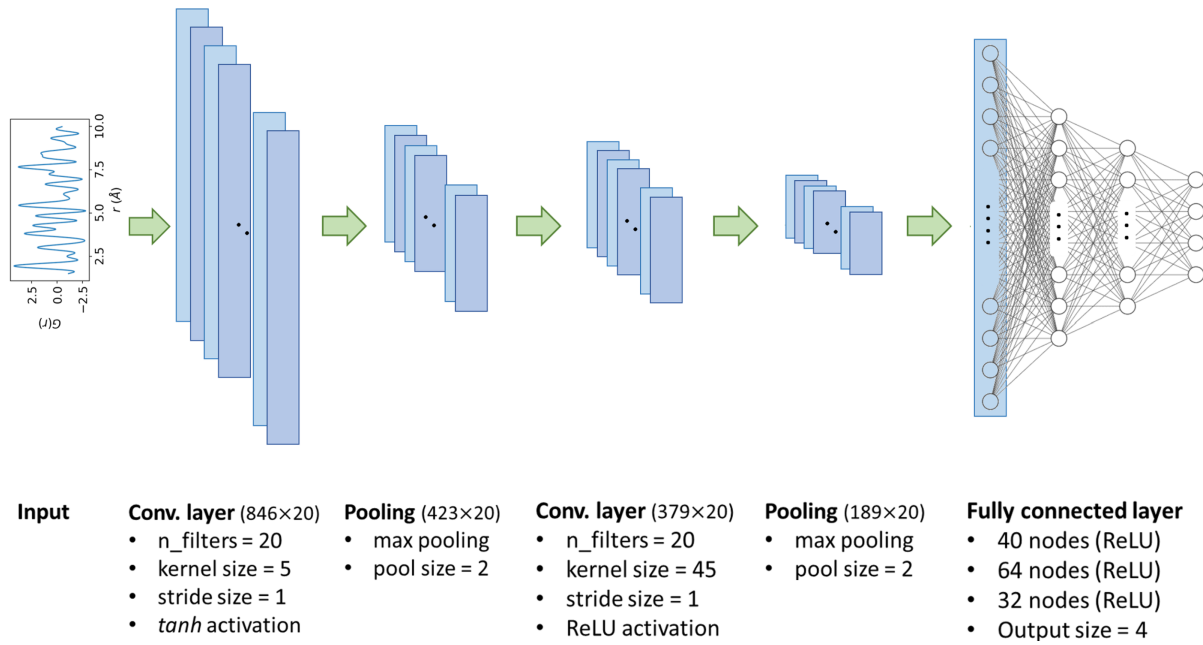 10.0
7.5
5.0
2.5
r (Å)
2.5
0.0
−2.5
G(r)
Input
Conv. layer (846×20)
• n_filters = 20
• kernel size = 5
• stride size = 1
• tanh activation
Pooling (423×20)
• max pooling
• pool size = 2
Conv. layer (379×20)
• n_filters = 20
• kernel size = 45
• stride size = 1
• ReLU activation
Pooling (189×20)
• max pooling
• pool size = 2
Fully connected layer
• 40 nodes (ReLU)
• 64 nodes (ReLU)
• 32 nodes (ReLU)
• Output size = 4